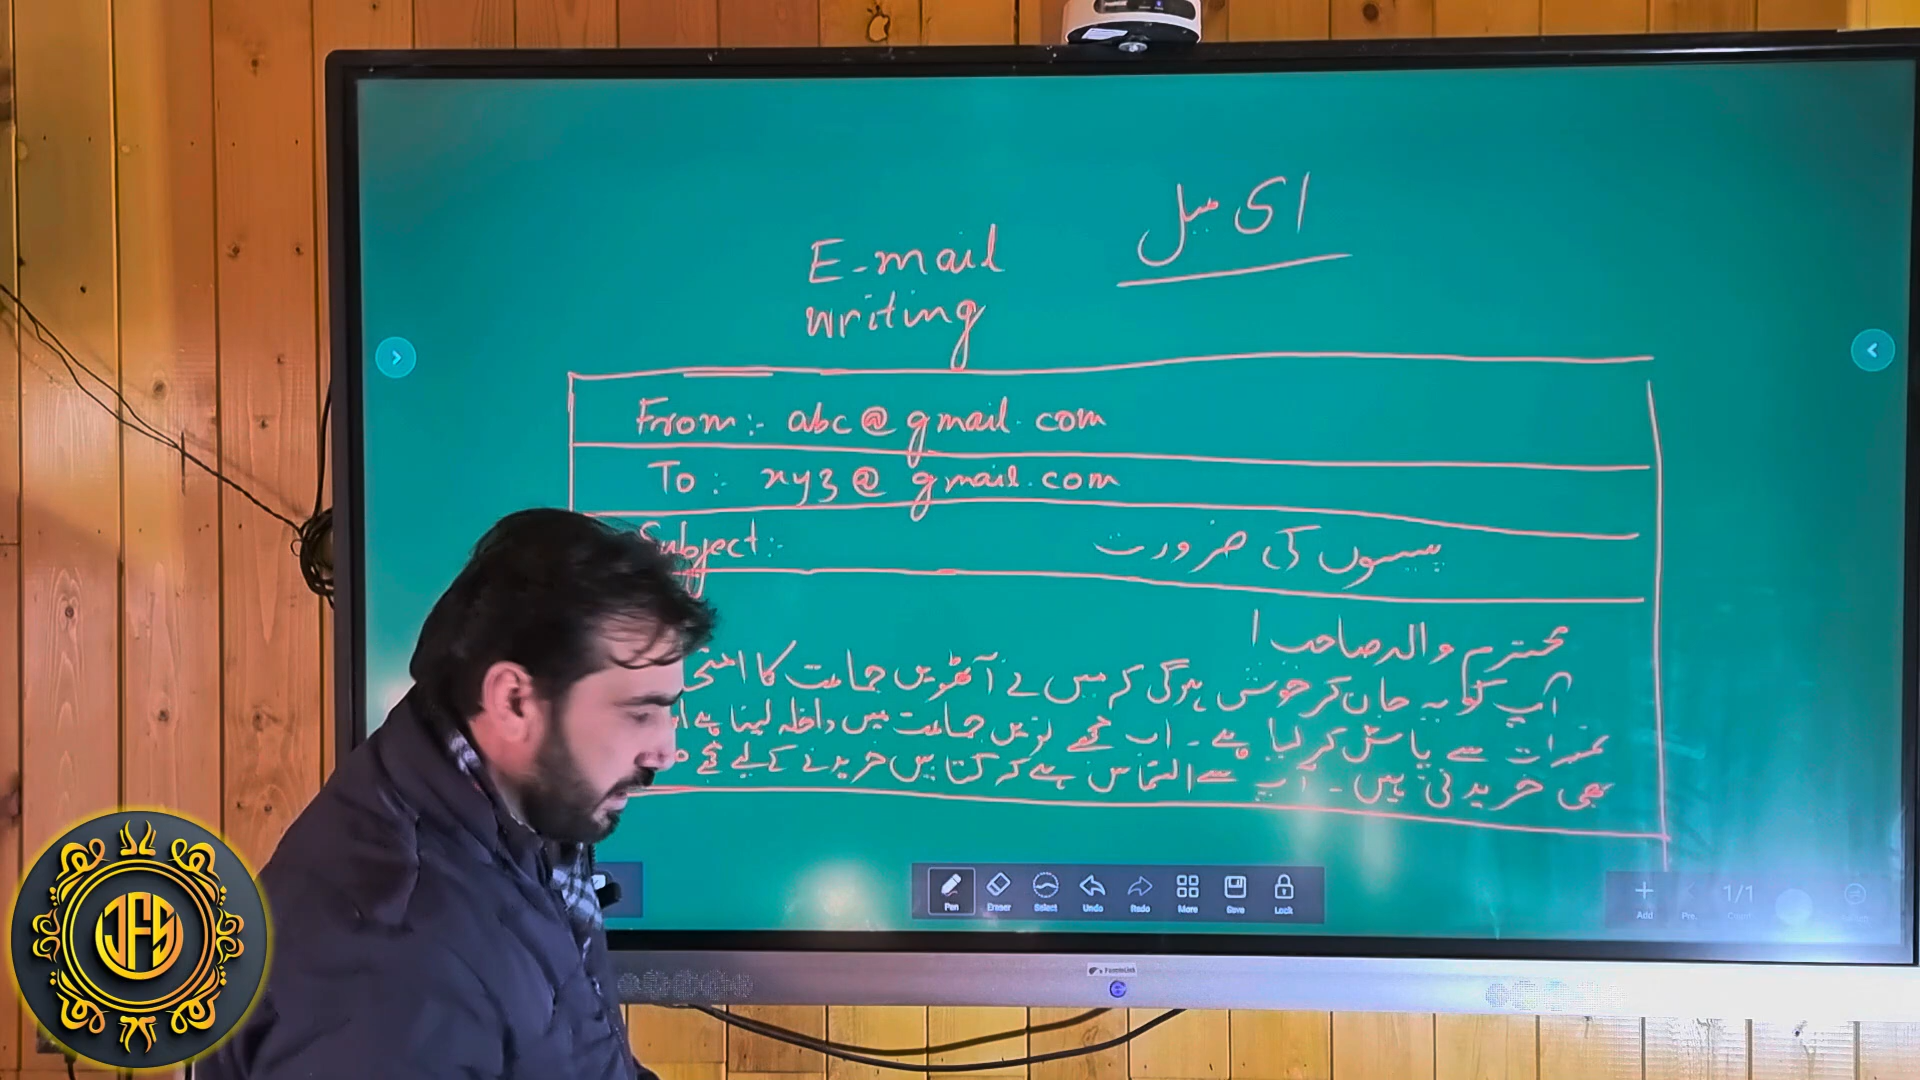 ای میل
E-mail
writing
From:- abc@gmail.com
To: xyz@gmail.com
Subject:- پیسوں کی ضرورت
محترم والد صاحب!
آپ کو یہ جان کر خوشی ہوگی کہ میں نے آٹھویں جماعت کا
نمبرات سے پاس کر لیا ہے۔ اب مجھے نویں جماعت میں داخلہ لینا ہے
بھی خریدنی ہیں۔ آپ سے التماس ہے کہ کتابیں خریدنے کے لیے مجھے
Pen Eraser Select Undo Redo More Save Lock
Add Pre. 1/1
JFS